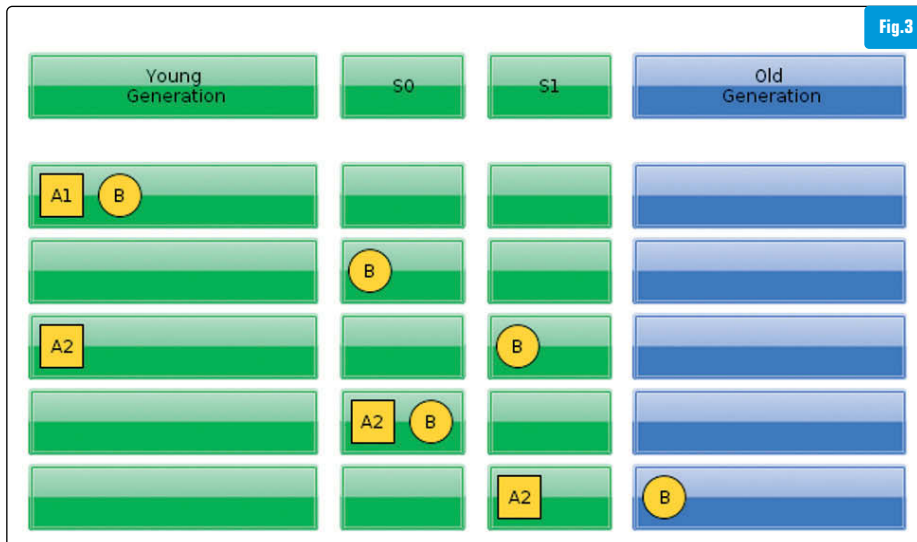 Fig.3
Young
Generation
S0
S1
Old
Generation
A1 B
B
A2 B
A2 B
A2 B